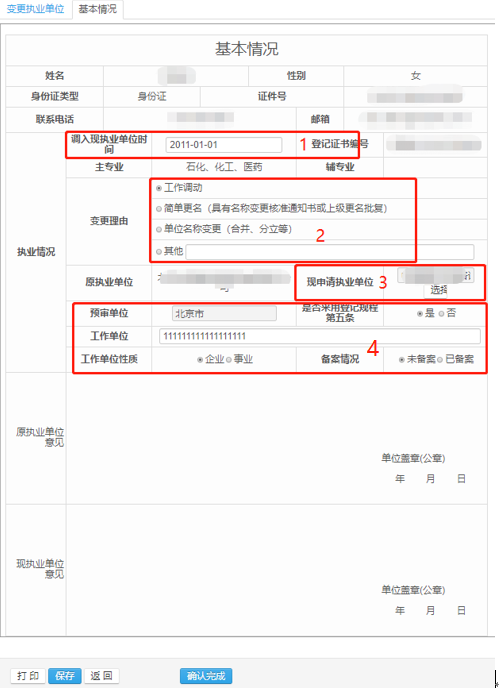 变更执业单位 基本情况
基本情况
姓名 性别 女
身份证类型 身份证 证件号
联系电话 邮箱
调入现执业单位时间 2011-01-01 1 登记证书编号
主专业 石化、化工、医药 辅专业
执业情况
变更理由
工作调动
简单更名（具有名称变更核准通知书或上级更名批复）
单位名称变更（合并、分立等） 2
其他
原执业单位 现申请执业单位 3 选择
预审单位 北京市 是否采用登记规程第五条 是 否
工作单位 111111111111111111
工作单位性质 企业 事业 4 备案情况 未备案 已备案
原执业单位意见
单位盖章(公章)
年 月 日
现执业单位意见
单位盖章(公章)
年 月 日
打 印 保存 返 回 确认完成